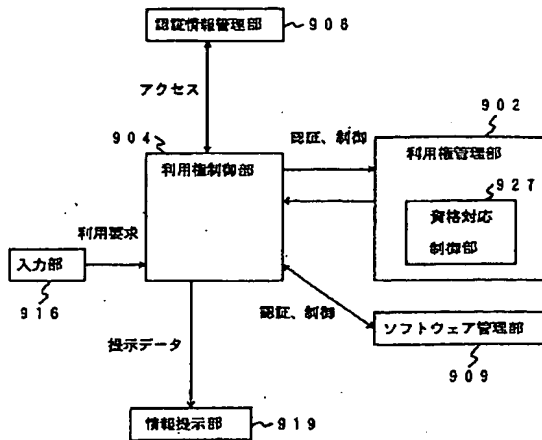 認証情報管理部
908
アクセス
904
認証、制御
902
利用権制御部
利用権管理部
927
資格対応
制御部
利用要求
入力部
916
認証、制御
ソフトウェア管理部
提示データ
909
情報提示部
919